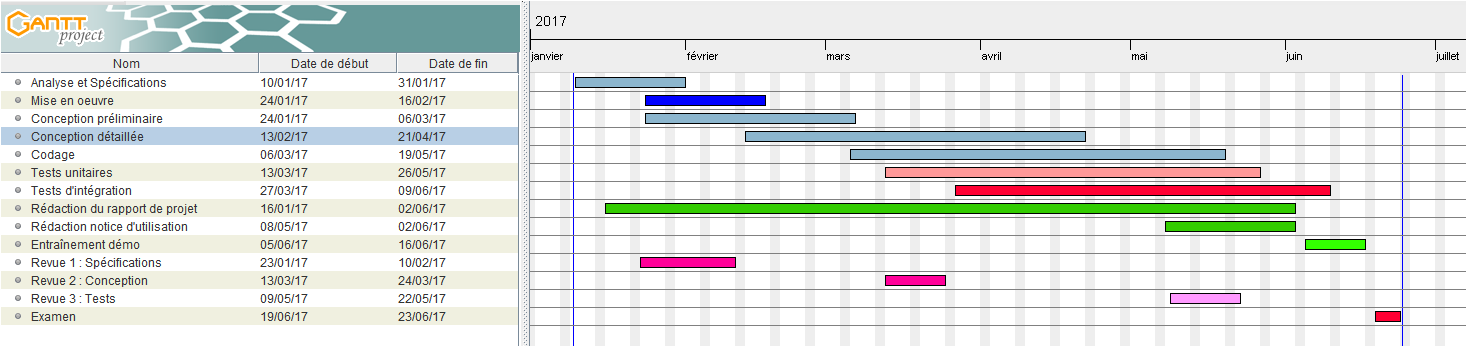 GANTT
project
2017
janvier février mars avril mai juin juillet
Nom Date de début Date de fin
Analyse et Spécifications 10/01/17 31/01/17
Mise en oeuvre 24/01/17 16/02/17
Conception préliminaire 24/01/17 06/03/17
Conception détaillée 13/02/17 21/04/17
Codage 06/03/17 19/05/17
Tests unitaires 13/03/17 26/05/17
Tests d'intégration 27/03/17 09/06/17
Rédaction du rapport de projet 16/01/17 02/06/17
Rédaction notice d'utilisation 08/05/17 02/06/17
Entraînement démo 05/06/17 16/06/17
Revue 1 : Spécifications 23/01/17 10/02/17
Revue 2 : Conception 13/03/17 24/03/17
Revue 3 : Tests 09/05/17 22/05/17
Examen 19/06/17 23/06/17